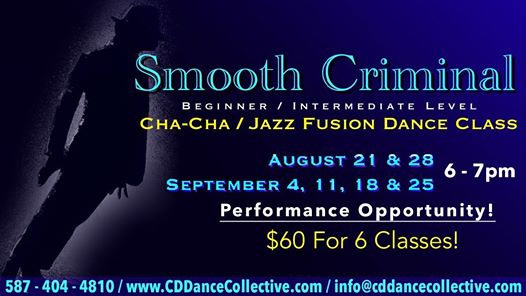 Smooth Criminal
Beginner / Intermediate Level
Cha-Cha / Jazz Fusion Dance Class
August 21 & 28
6 - 7pm
September 4, 11, 18 & 25
Performance Opportunity!
$60 For 6 Classes!
587 - 404 - 4810 / www.CDDanceCollective.com / info@cddancecollective.com